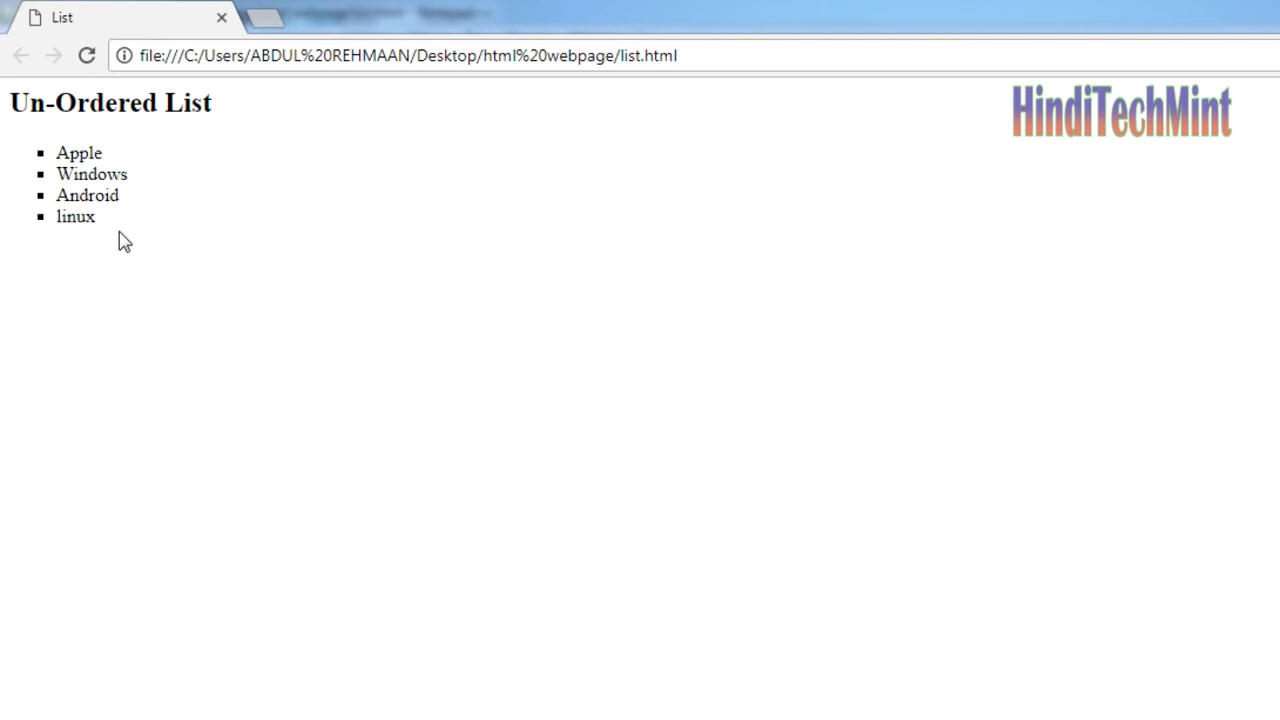 List
file:///C:/Users/ABDUL%20REHMAAN/Desktop/html%20webpage/list.html
Un-Ordered List
HindiTechMint
Apple
Windows
Android
linux